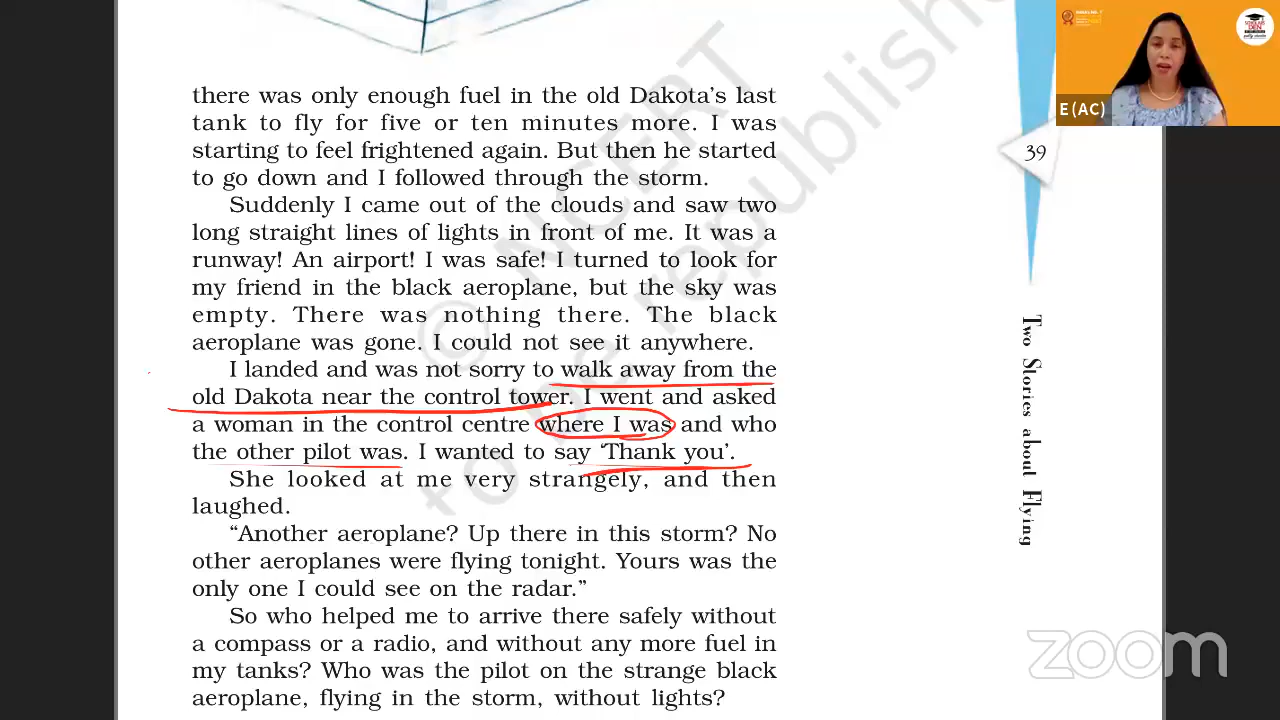 there was only enough fuel in the old Dakota's last
tank to fly for five or ten minutes more. I was
starting to feel frightened again. But then he started
to go down and I followed through the storm.
Suddenly I came out of the clouds and saw two
long straight lines of lights in front of me. It was a
runway! An airport! I was safe! I turned to look for
my friend in the black aeroplane, but the sky was
empty. There was nothing there. The black
aeroplane was gone. I could not see it anywhere.
I landed and was not sorry to walk away from the
old Dakota near the control tower. I went and asked
a woman in the control centre where I was and who
the other pilot was. I wanted to say ‘Thank you’.
She looked at me very strangely, and then
laughed.
“Another aeroplane? Up there in this storm? No
other aeroplanes were flying tonight. Yours was the
only one I could see on the radar.”
So who helped me to arrive there safely without
a compass or a radio, and without any more fuel in
my tanks? Who was the pilot on the strange black
aeroplane, flying in the storm, without lights?
39
Two Stories about Flying
© NCERT
to be republishe
E (AC)
DEN
zoom